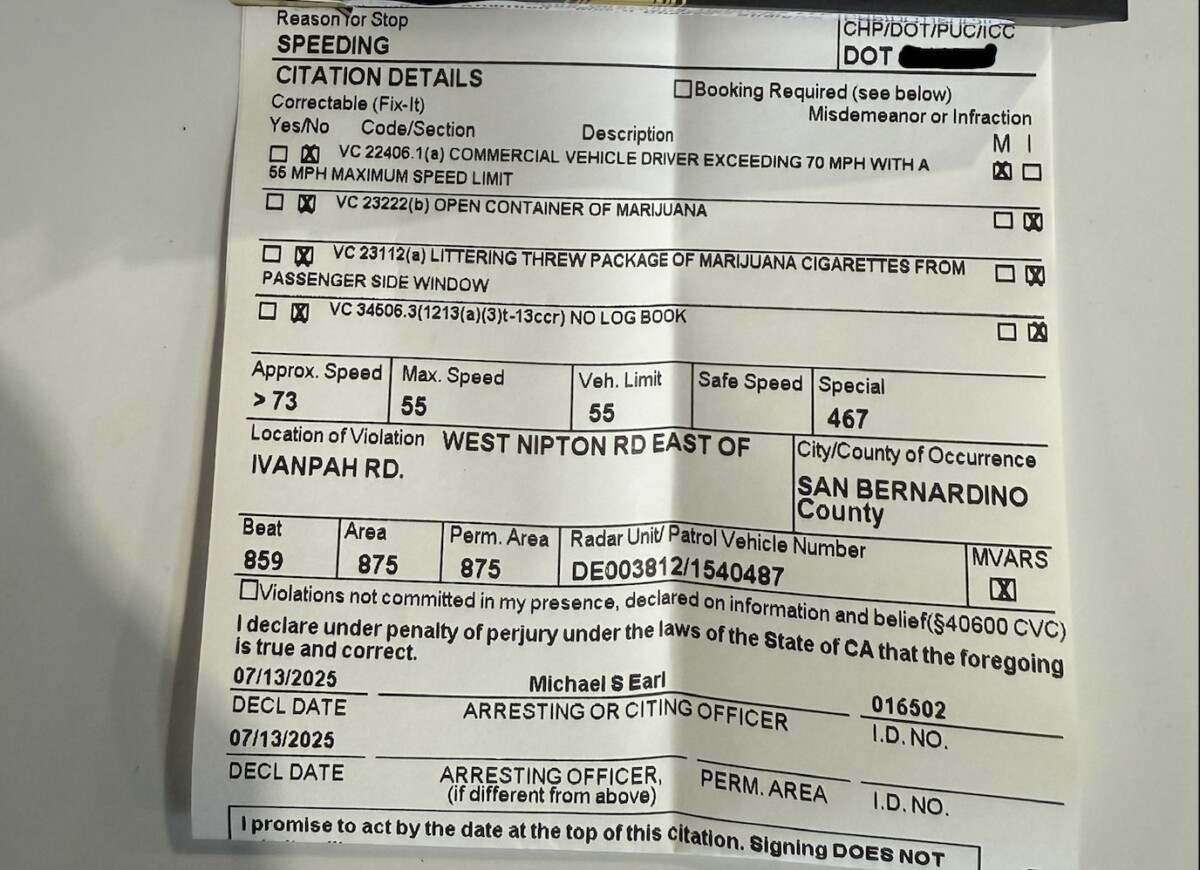 Reason for Stop
SPEEDING
CHP/DOT/PUC/ICC
DOT
CITATION DETAILS
☐Booking Required (see below)
Correctable (Fix-It)
Misdemeanor or Infraction
Yes/No Code/Section Description M I
☐ ☒ VC 22406.1(a) COMMERCIAL VEHICLE DRIVER EXCEEDING 70 MPH WITH A ☒ ☐
55 MPH MAXIMUM SPEED LIMIT
☐ ☒ VC 23222(b) OPEN CONTAINER OF MARIJUANA ☐ ☒
☐ ☒ VC 23112(a) LITTERING THREW PACKAGE OF MARIJUANA CIGARETTES FROM ☐ ☒
PASSENGER SIDE WINDOW
☐ ☒ VC 34506.3(1213(a)(3)t-13ccr) NO LOG BOOK ☐ ☒
Approx. Speed Max. Speed Veh. Limit Safe Speed Special
> 73 55 55 467
Location of Violation WEST NIPTON RD EAST OF
IVANPAH RD.
City/County of Occurrence
SAN BERNARDINO
County
Beat Area Perm. Area Radar Unit/ Patrol Vehicle Number MVARS
859 875 875 DE003812/1540487 ☒
☐Violations not committed in my presence, declared on information and belief(§40600 CVC)
I declare under penalty of perjury under the laws of the State of CA that the foregoing
is true and correct.
07/13/2025 Michael S Earl 016502
DECL DATE ARRESTING OR CITING OFFICER I.D. NO.
07/13/2025
DECL DATE ARRESTING OFFICER, PERM. AREA I.D. NO.
(if different from above)
I promise to act by the date at the top of this citation. Signing DOES NOT